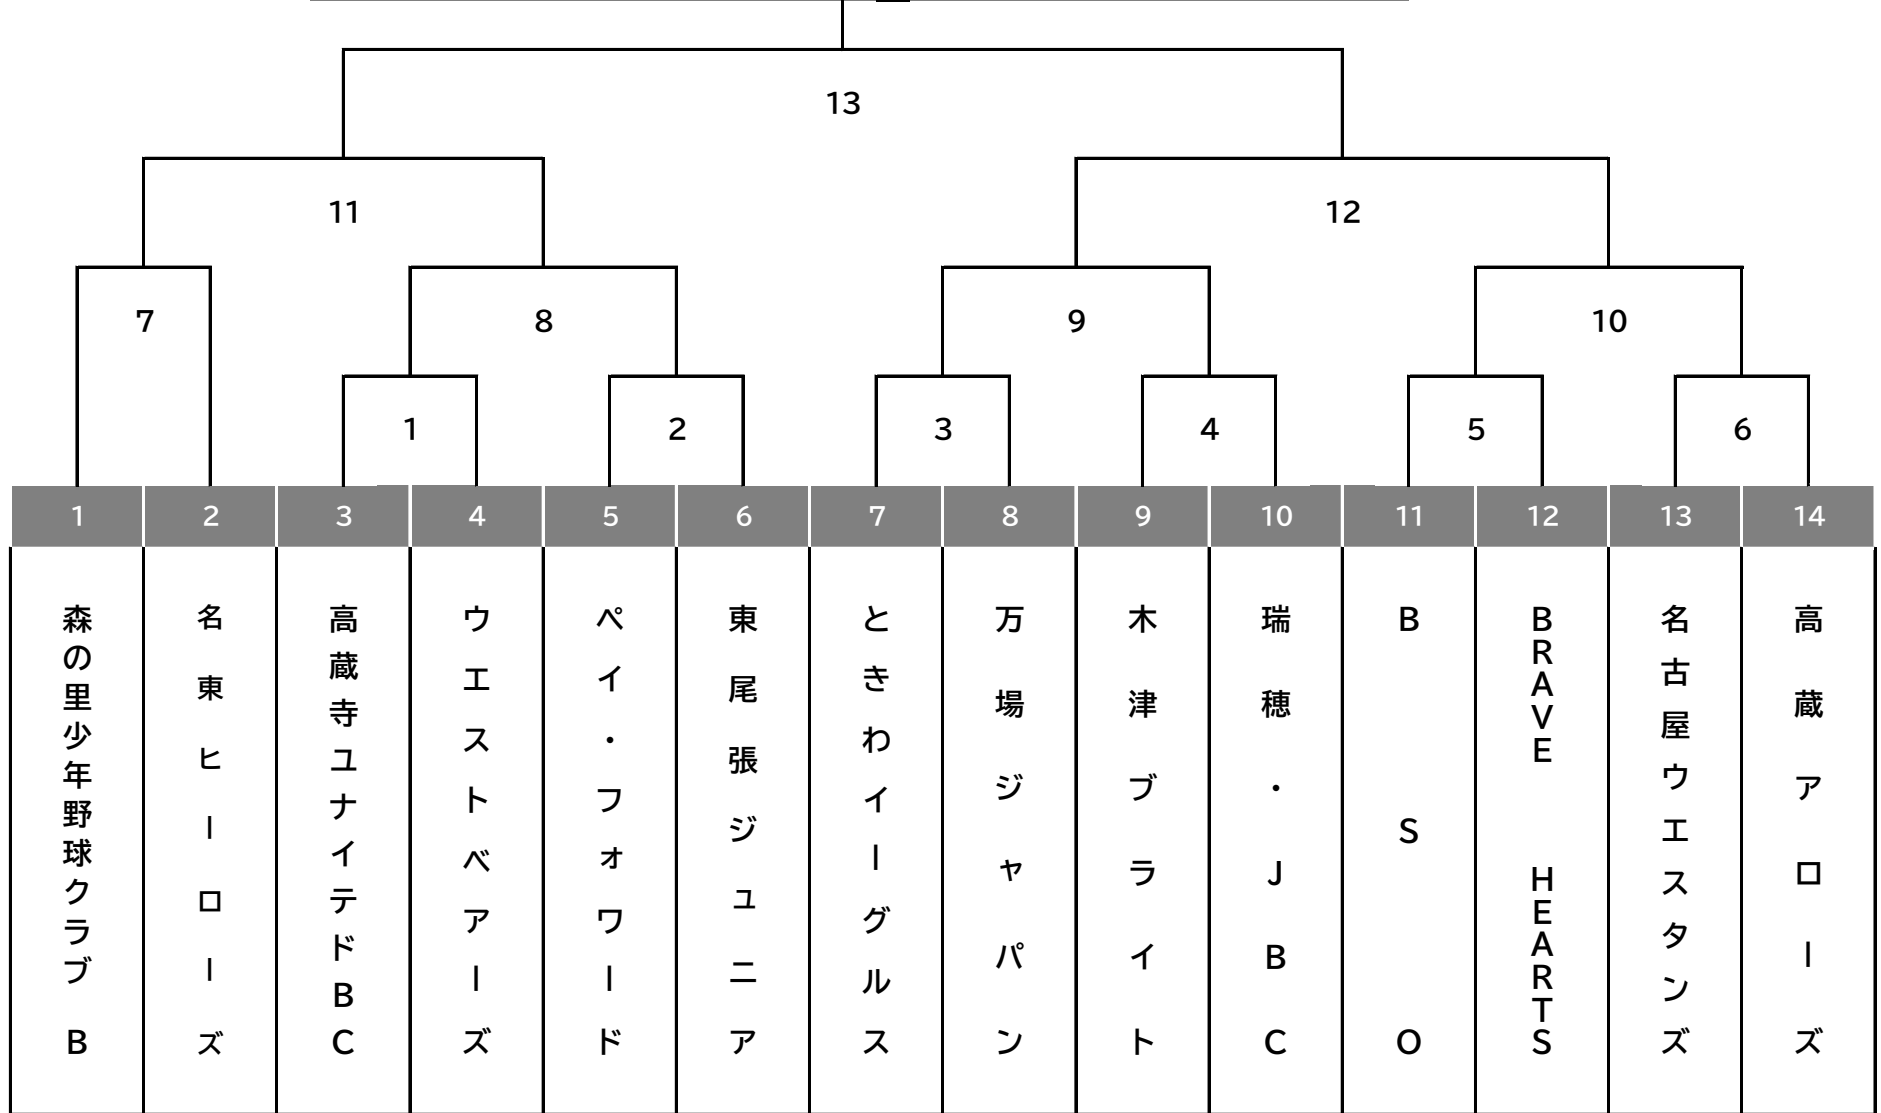 13
11
12
7
8
9
10
1
2
3
4
5
6
1
2
3
4
5
6
7
8
9
10
11
12
13
14
森の里少年野球クラブ B
名東ヒーローズ
高蔵寺ユナイテドBC
ウエストベアーズ
ペイ・フォワード
東尾張ジュニア
ときわイーグルス
万場ジャパン
木津ブライト
瑞穂・JBC
BSO
BRAVE HEARTS
名古屋ウエスタンズ
高蔵アローズ